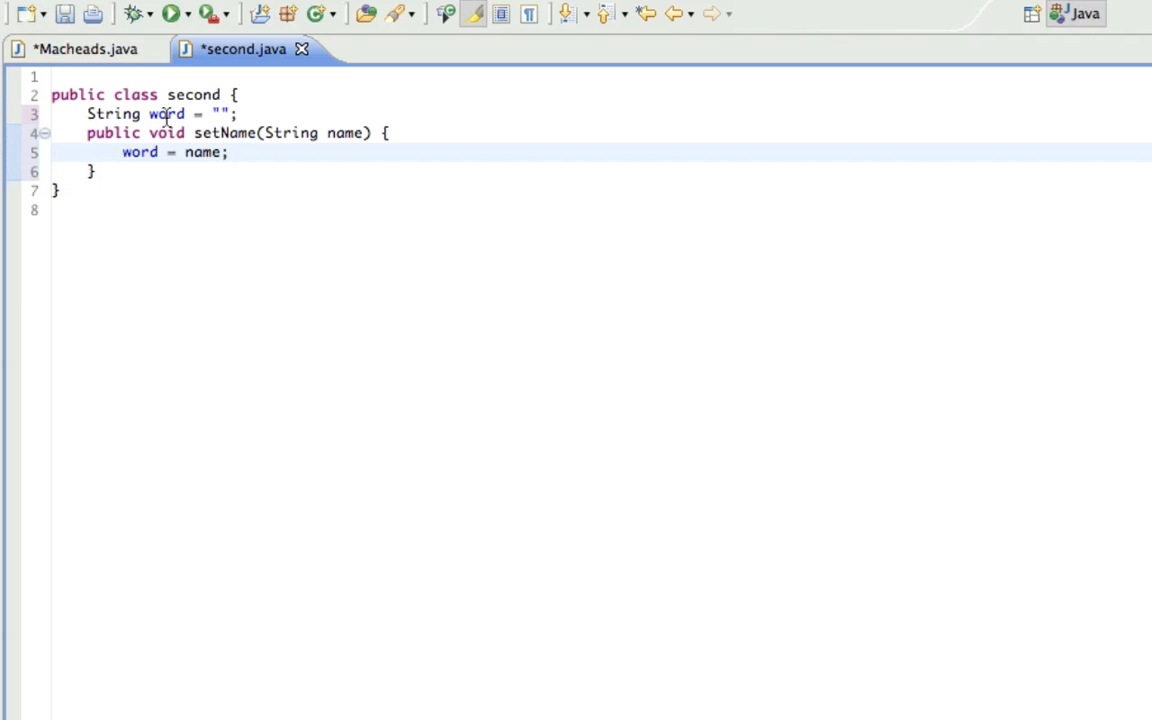 Java
*Macheads.java
*second.java
1
2 public class second {
3 String word = "";
4 public void setName(String name) {
5 word = name;
6 }
7 }
8